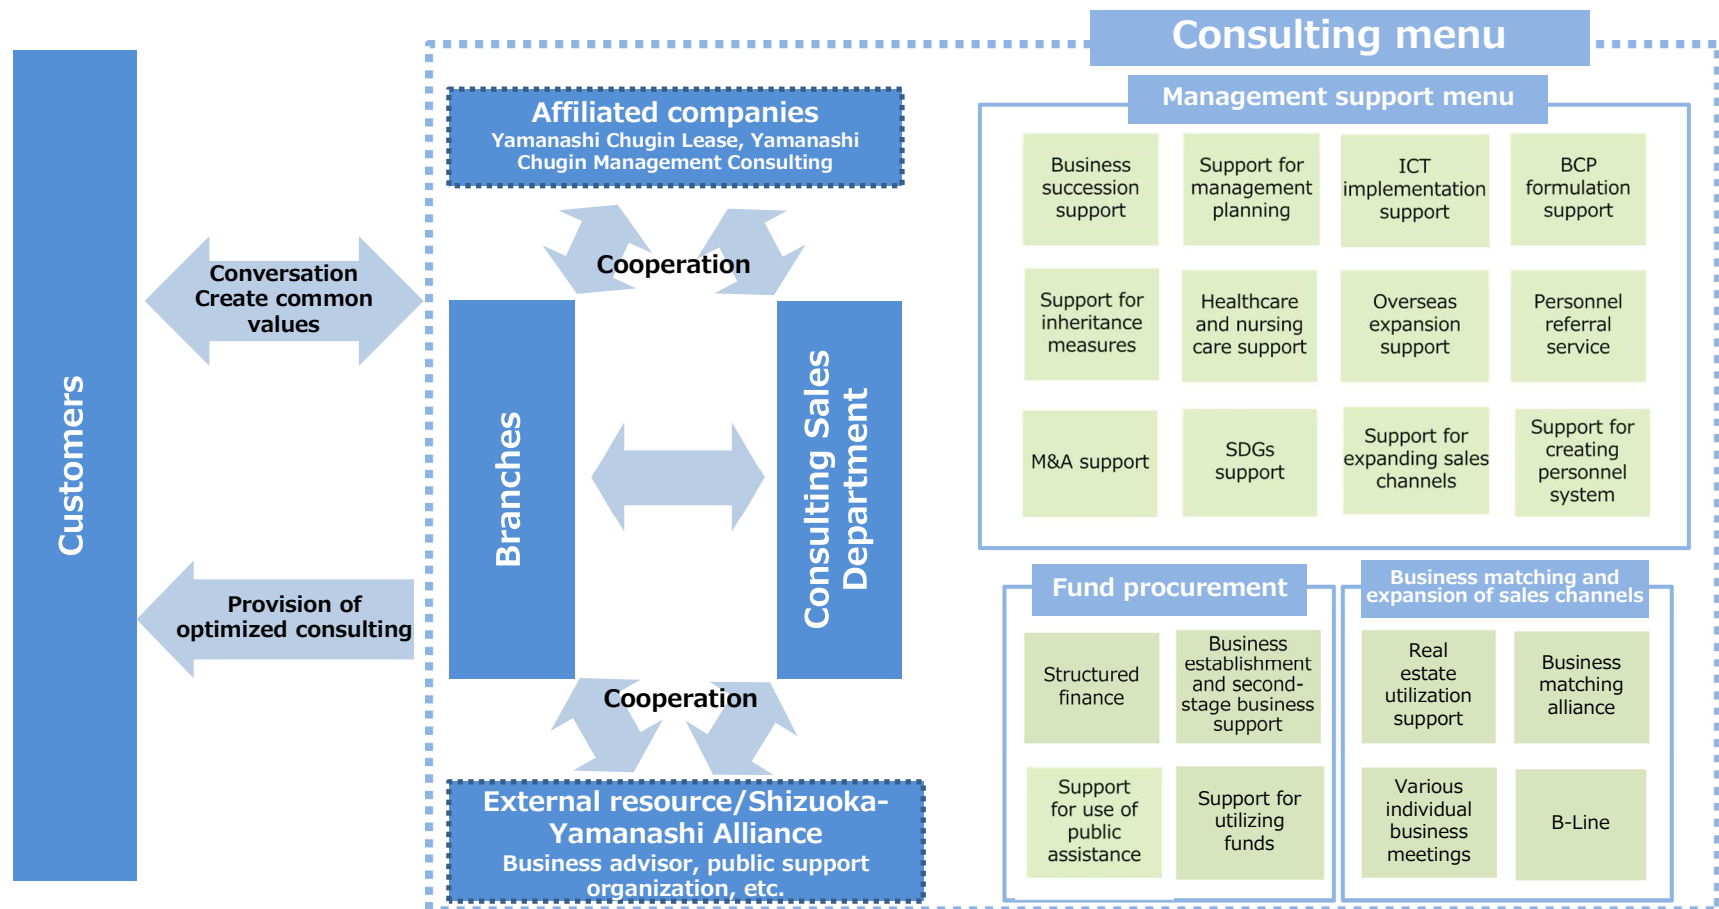 Consulting menu
Customers
Conversation
Create common
values
Provision of
optimized consulting
Affiliated companies
Yamanashi Chugin Lease, Yamanashi
Chugin Management Consulting
Cooperation
Branches
Consulting Sales
Department
Cooperation
External resource/Shizuoka-
Yamanashi Alliance
Business advisor, public support
organization, etc.
Management support menu
Business
succession
support
Support for
management
planning
ICT
implementation
support
BCP
formulation
support
Support for
inheritance
measures
Healthcare
and nursing
care support
Overseas
expansion
support
Personnel
referral
service
M&A support
SDGs
support
Support for
expanding sales
channels
Support for
creating
personnel
system
Fund procurement
Structured
finance
Business
establishment
and second-
stage business
support
Support
for use of
public
assistance
Support for
utilizing
funds
Business matching and
expansion of sales channels
Real
estate
utilization
support
Business
matching
alliance
Various
individual
business
meetings
B-Line